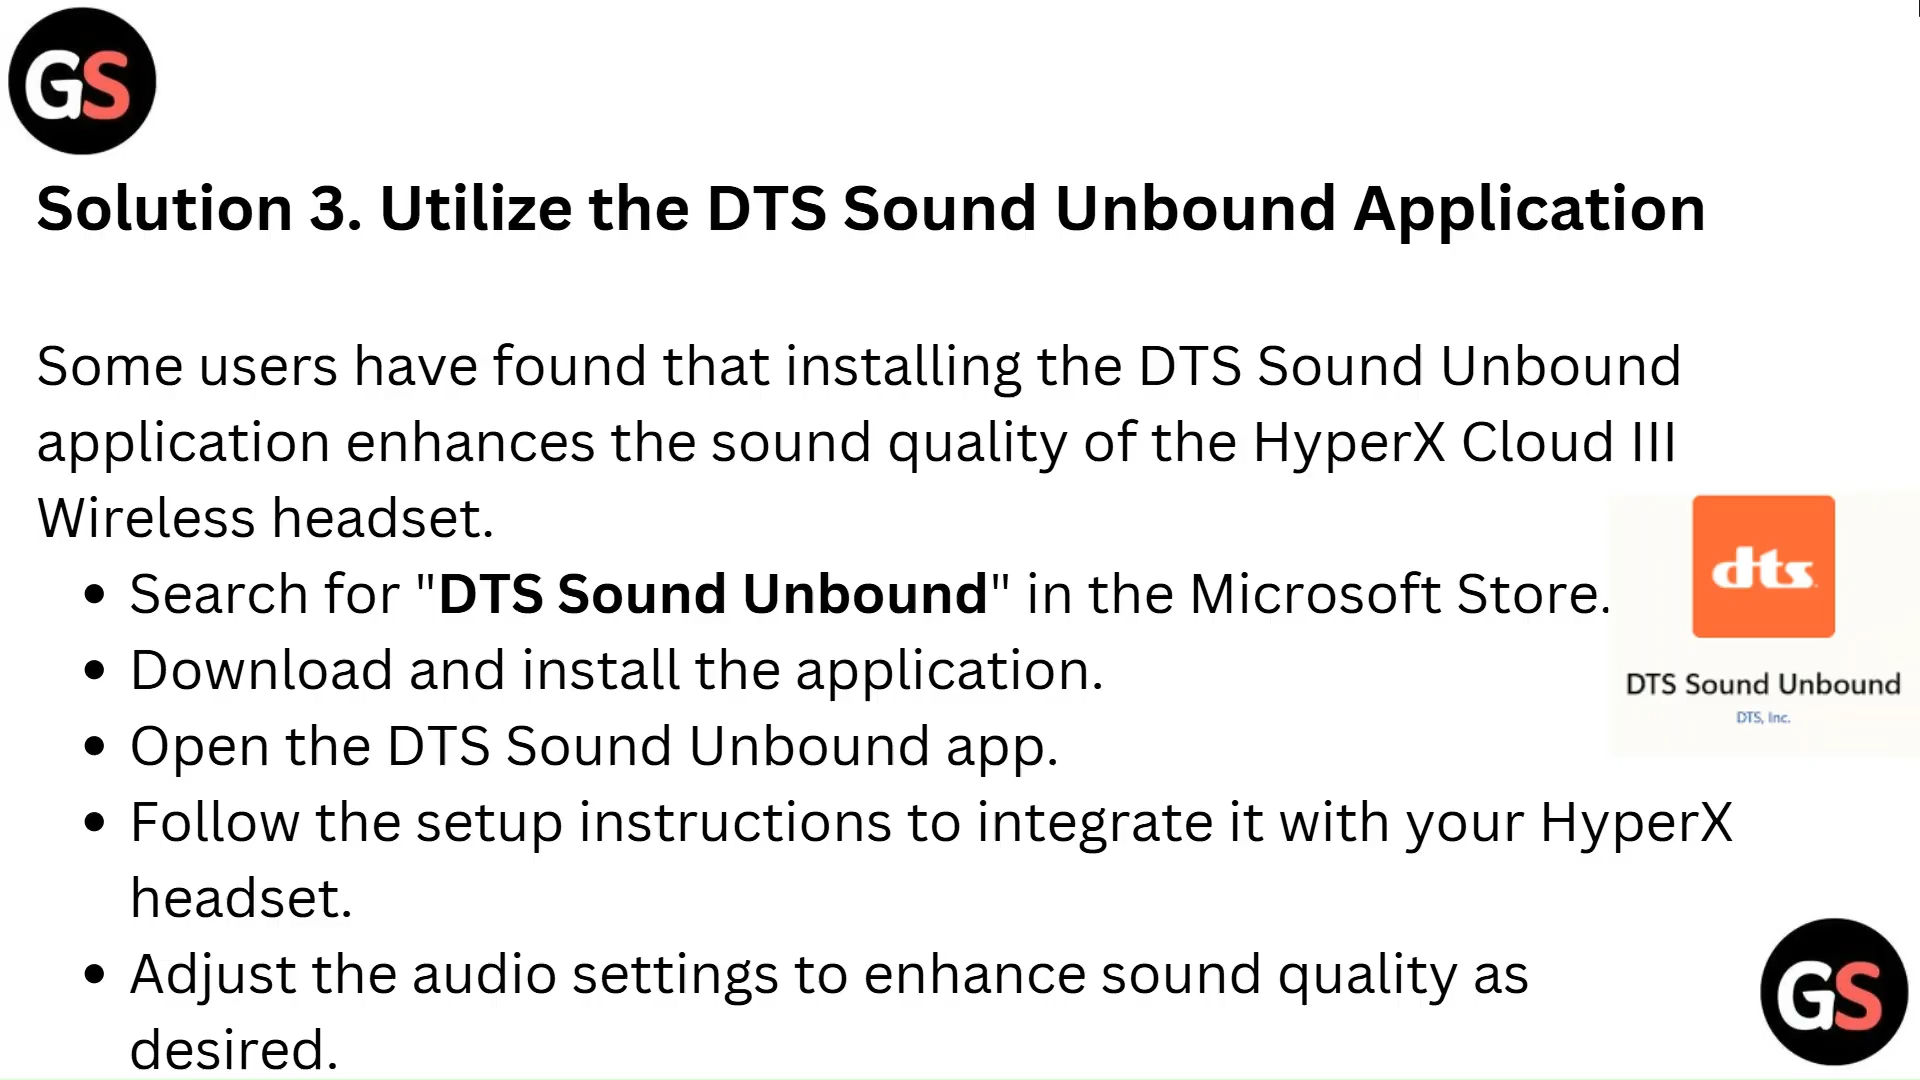 GS
Solution 3. Utilize the DTS Sound Unbound Application
Some users have found that installing the DTS Sound Unbound
application enhances the sound quality of the HyperX Cloud III
Wireless headset.
• Search for "DTS Sound Unbound" in the Microsoft Store.
• Download and install the application.
• Open the DTS Sound Unbound app.
• Follow the setup instructions to integrate it with your HyperX
headset.
• Adjust the audio settings to enhance sound quality as
desired.
dts
DTS Sound Unbound
DTS, Inc.
GS